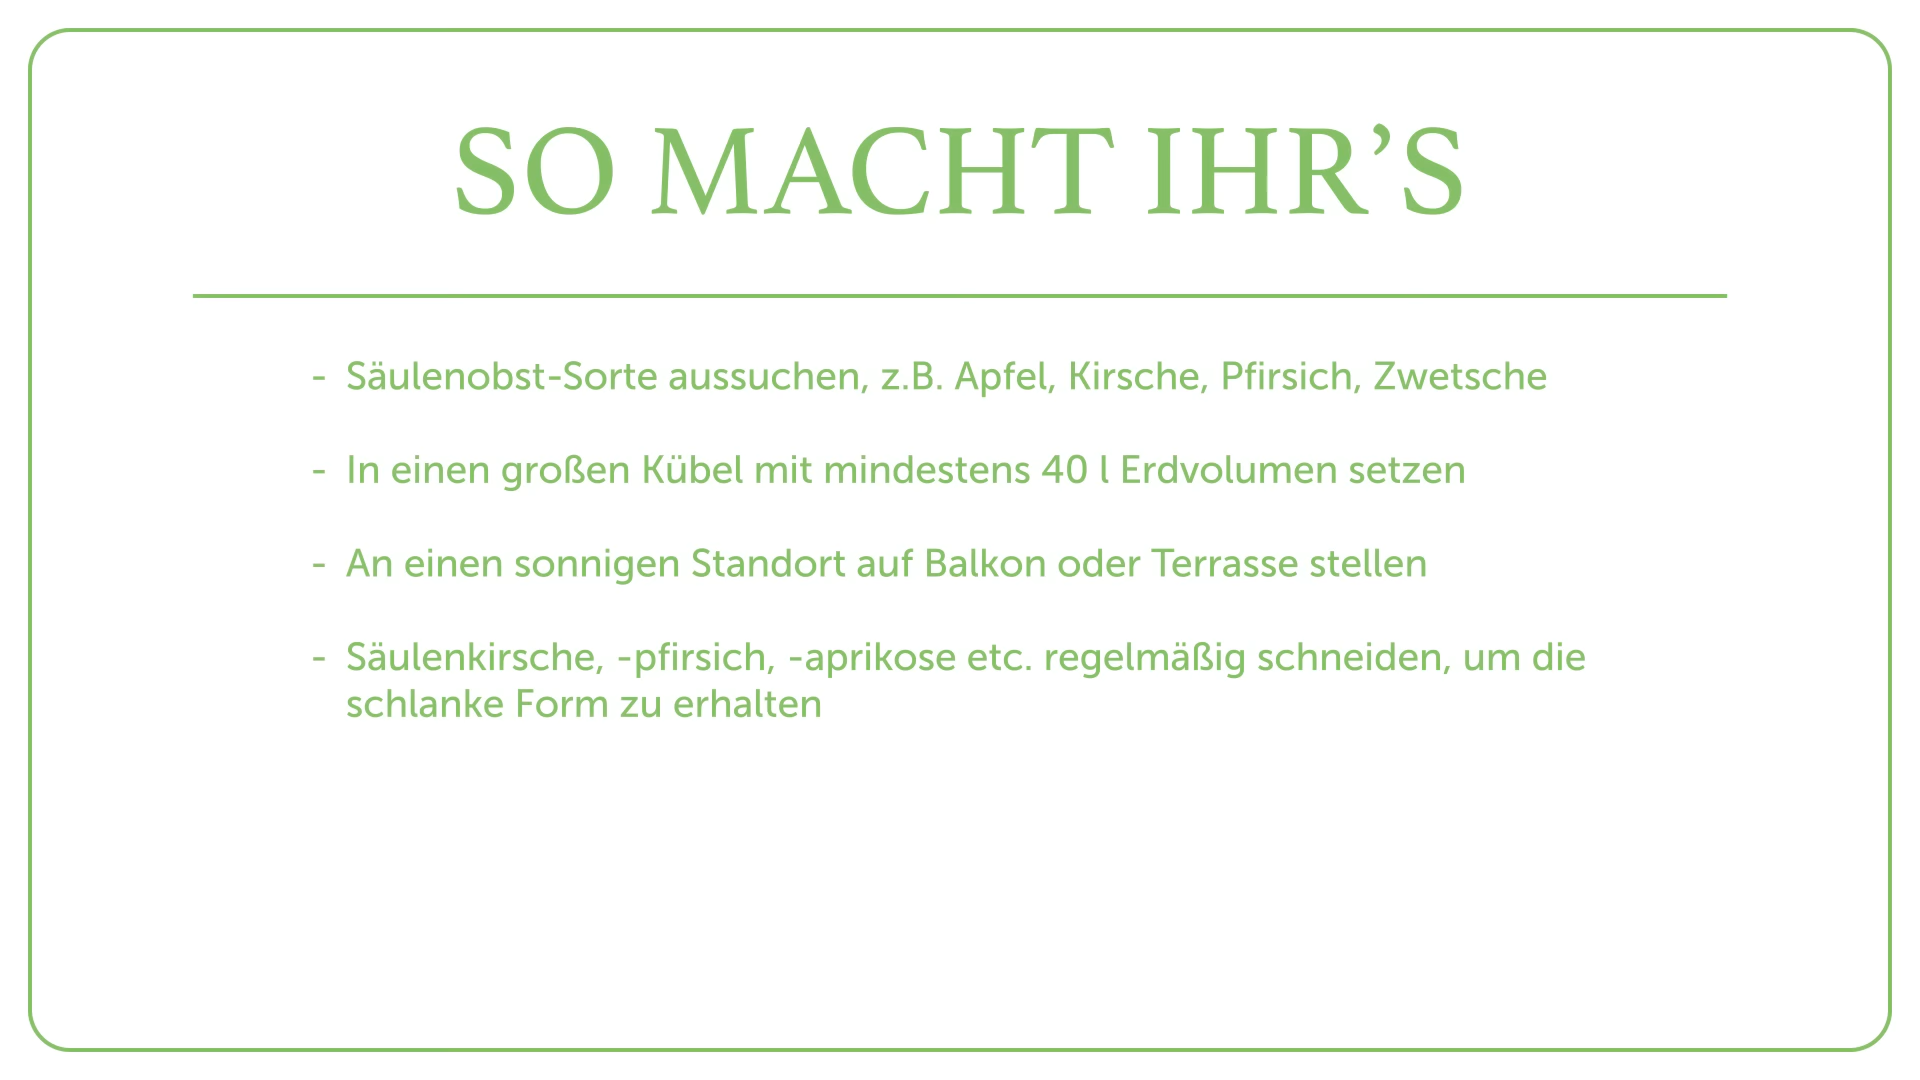 SO MACHT IHR’S
- Säulenobst-Sorte aussuchen, z.B. Apfel, Kirsche, Pfirsich, Zwetsche
- In einen großen Kübel mit mindestens 40 l Erdvolumen setzen
- An einen sonnigen Standort auf Balkon oder Terrasse stellen
- Säulenkirsche, -pfirsich, -aprikose etc. regelmäßig schneiden, um die
schlanke Form zu erhalten